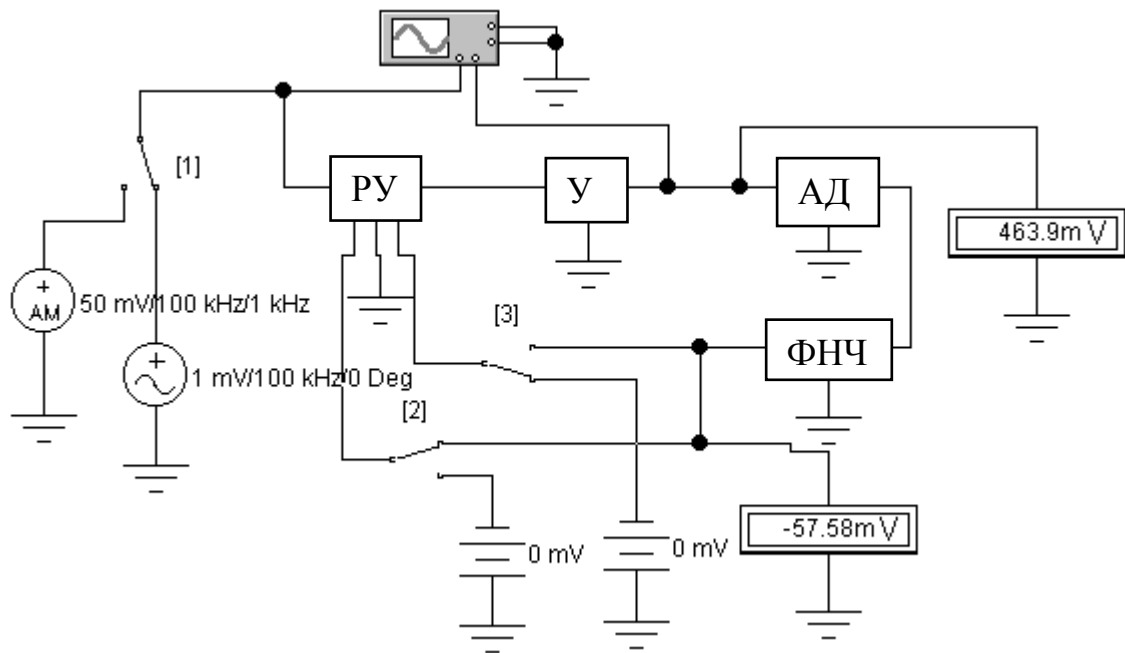 [1]
РУ
У
АД
463.9m V
+
AM
50 mV/100 kHz/1 kHz
[3]
ФНЧ
+
1 mV/100 kHz/0 Deg
[2]
-57.58m V
0 mV
0 mV